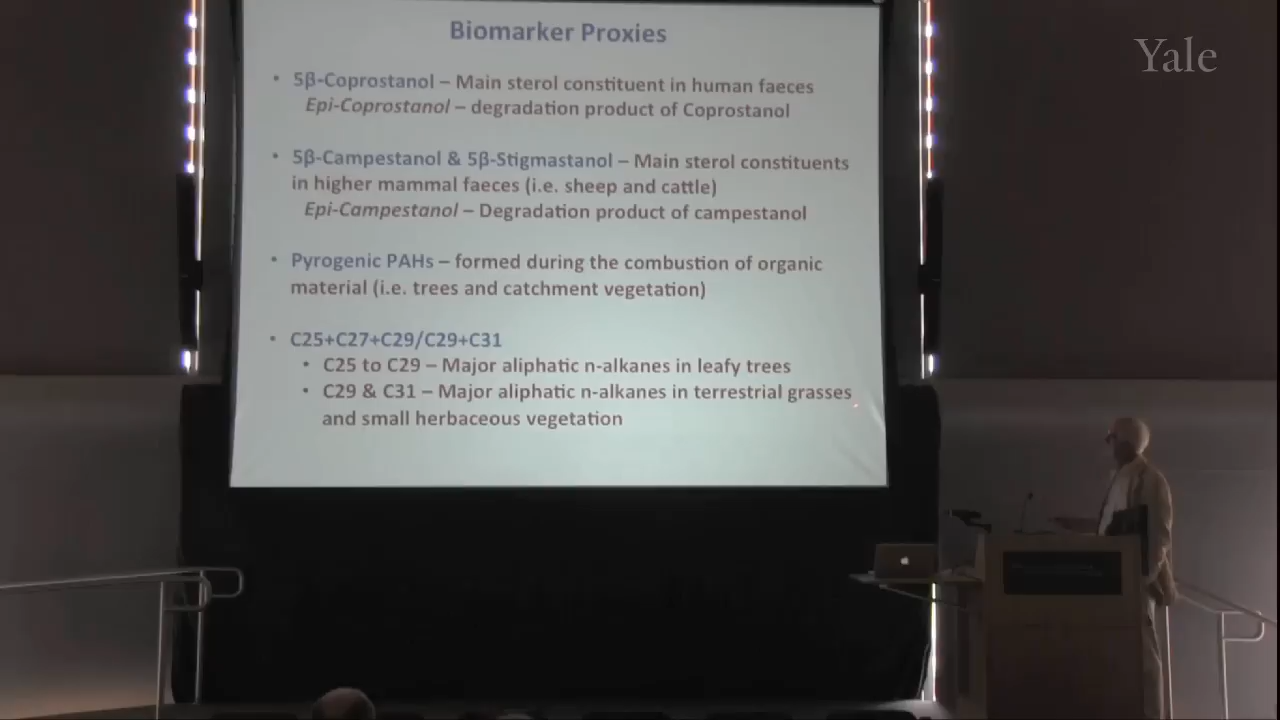 Biomarker Proxies
Yale
• 5β-Coprostanol – Main sterol constituent in human faeces
Epi-Coprostanol – degradation product of Coprostanol
• 5β-Campestanol & 5β-Stigmastanol – Main sterol constituents
in higher mammal faeces (i.e. sheep and cattle)
Epi-Campestanol – Degradation product of campestanol
• Pyrogenic PAHs – formed during the combustion of organic
material (i.e. trees and catchment vegetation)
• C25+C27+C29/C29+C31
• C25 to C29 – Major aliphatic n-alkanes in leafy trees
• C29 & C31 – Major aliphatic n-alkanes in terrestrial grasses
and small herbaceous vegetation